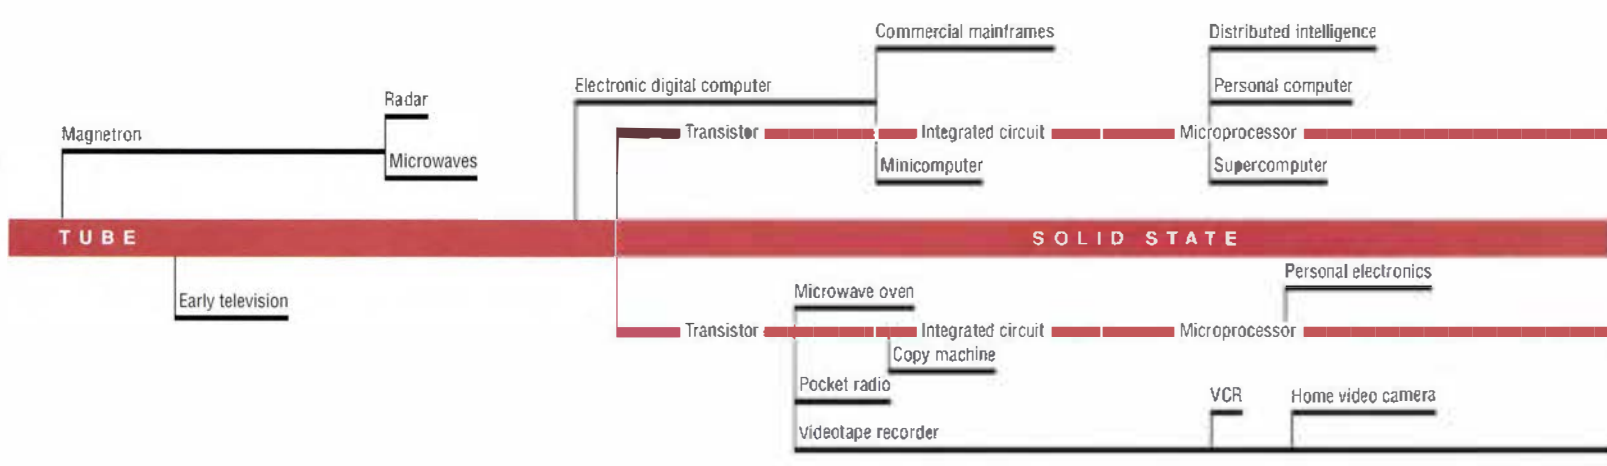 Commercial mainframes
Distributed intelligence
Electronic digital computer
Personal computer
Radar
Magnetron
Transistor
Integrated circuit
Microprocessor
Microwaves
Minicomputer
Supercomputer
TUBE
SOLID STATE
Personal electronics
Early television
Microwave oven
Transistor
Integrated circuit
Microprocessor
Copy machine
Pocket radio
VCR
Home video camera
Videotape recorder